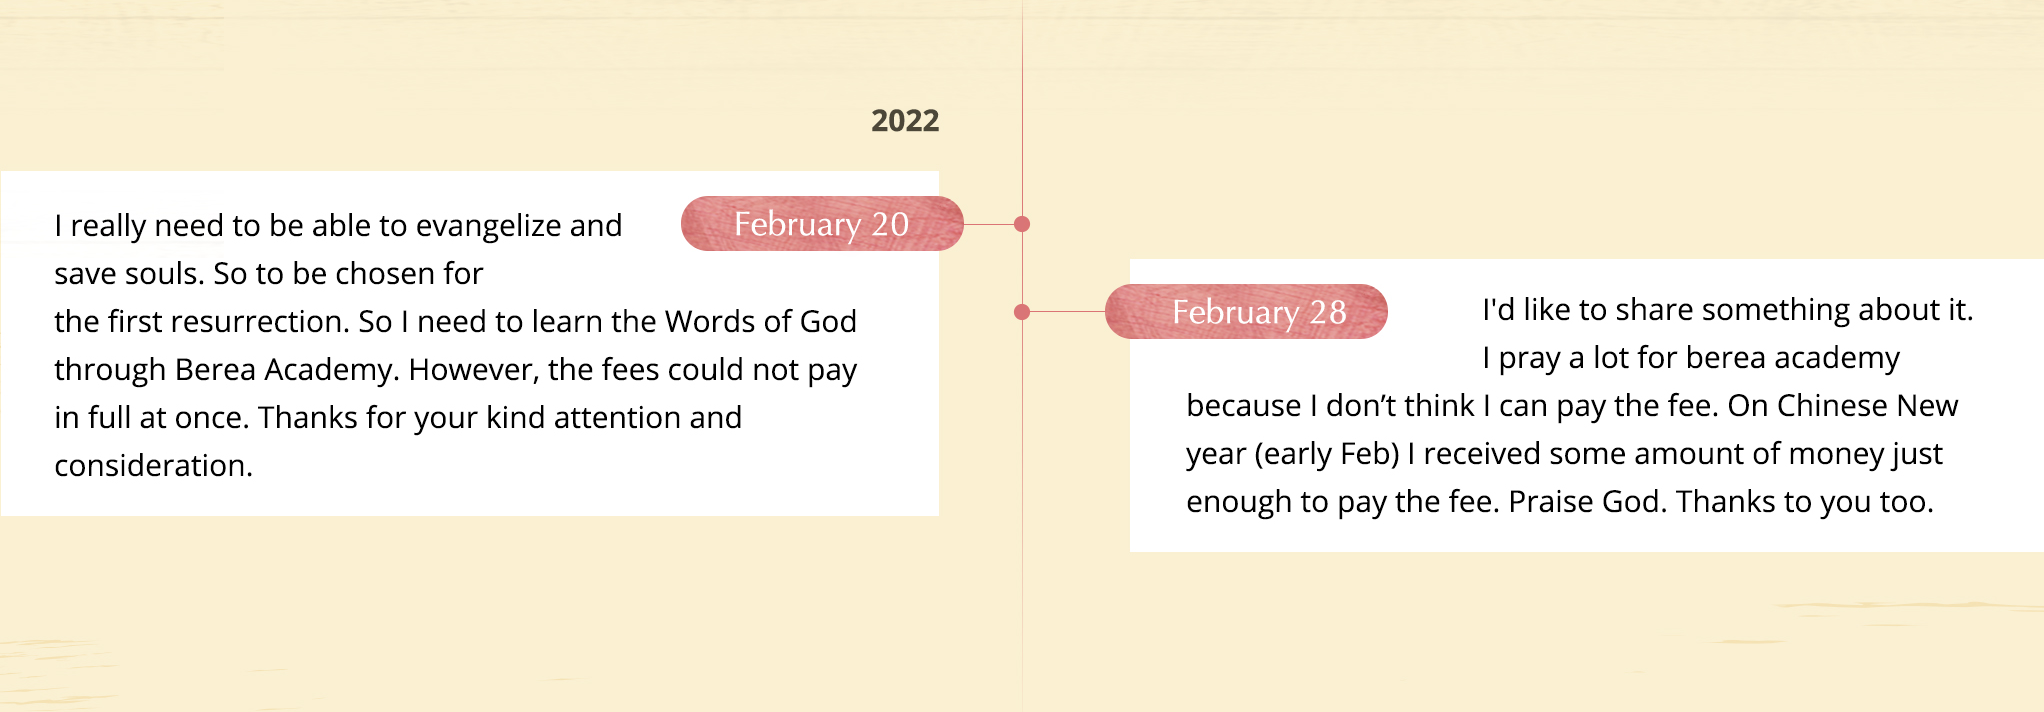 2022
February 20
I really need to be able to evangelize and
save souls. So to be chosen for
the first resurrection. So I need to learn the Words of God
through Berea Academy. However, the fees could not pay
in full at once. Thanks for your kind attention and
consideration.
February 28
I'd like to share something about it.
I pray a lot for berea academy
because I don’t think I can pay the fee. On Chinese New
year (early Feb) I received some amount of money just
enough to pay the fee. Praise God. Thanks to you too.